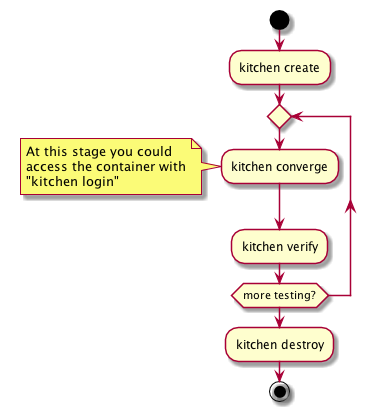 kitchen create
At this stage you could
access the container with
"kitchen login"
kitchen converge
kitchen verify
more testing?
kitchen destroy